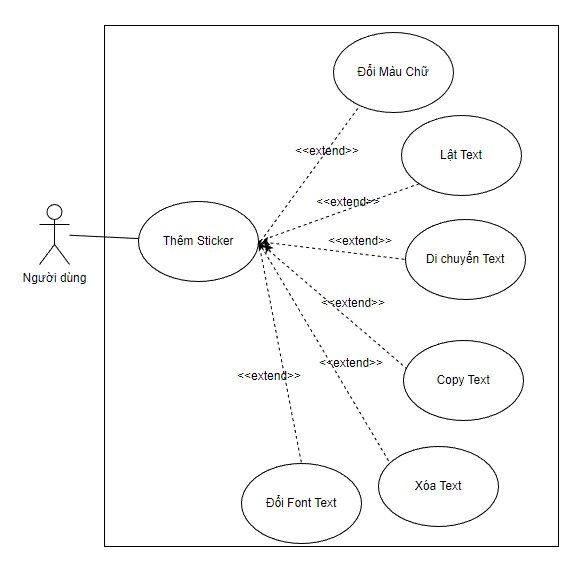 Đổi Màu Chữ
<<extend>>
Lật Text
<<extend>>
Thêm Sticker
<<extend>>
Di chuyển Text
Người dùng
<<extend>>
<<extend>>
Copy Text
<<extend>>
Xóa Text
Đổi Font Text